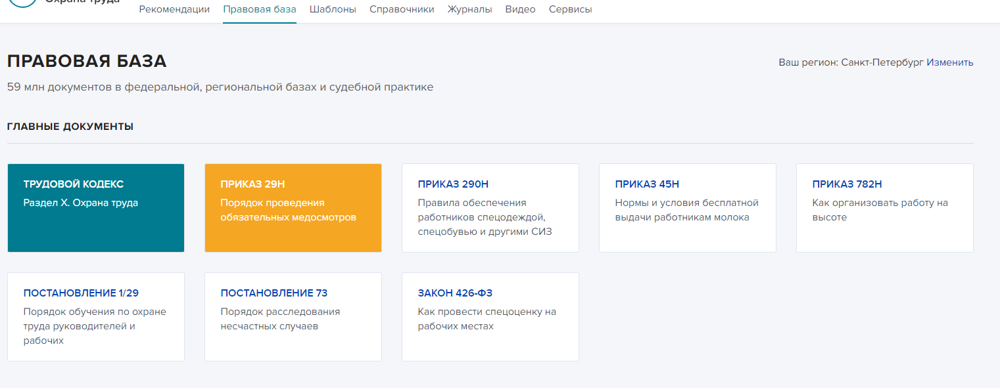 Охрана труда
Рекомендации Правовая база Шаблоны Справочники Журналы Видео Сервисы
ПРАВОВАЯ БАЗА
Ваш регион: Санкт-Петербург Изменить
59 млн документов в федеральной, региональной базах и судебной практике
ГЛАВНЫЕ ДОКУМЕНТЫ
ТРУДОВОЙ КОДЕКС
Раздел X. Охрана труда
ПРИКАЗ 29Н
Порядок проведения
обязательных медосмотров
ПРИКАЗ 290Н
Правила обеспечения
работников спецодеждой,
спецобувью и другими СИЗ
ПРИКАЗ 45Н
Нормы и условия бесплатной
выдачи работникам молока
ПРИКАЗ 782Н
Как организовать работу на
высоте
ПОСТАНОВЛЕНИЕ 1/29
Порядок обучения по охране
труда руководителей и
рабочих
ПОСТАНОВЛЕНИЕ 73
Порядок расследования
несчастных случаев
ЗАКОН 426-ФЗ
Как провести спецоценку на
рабочих местах